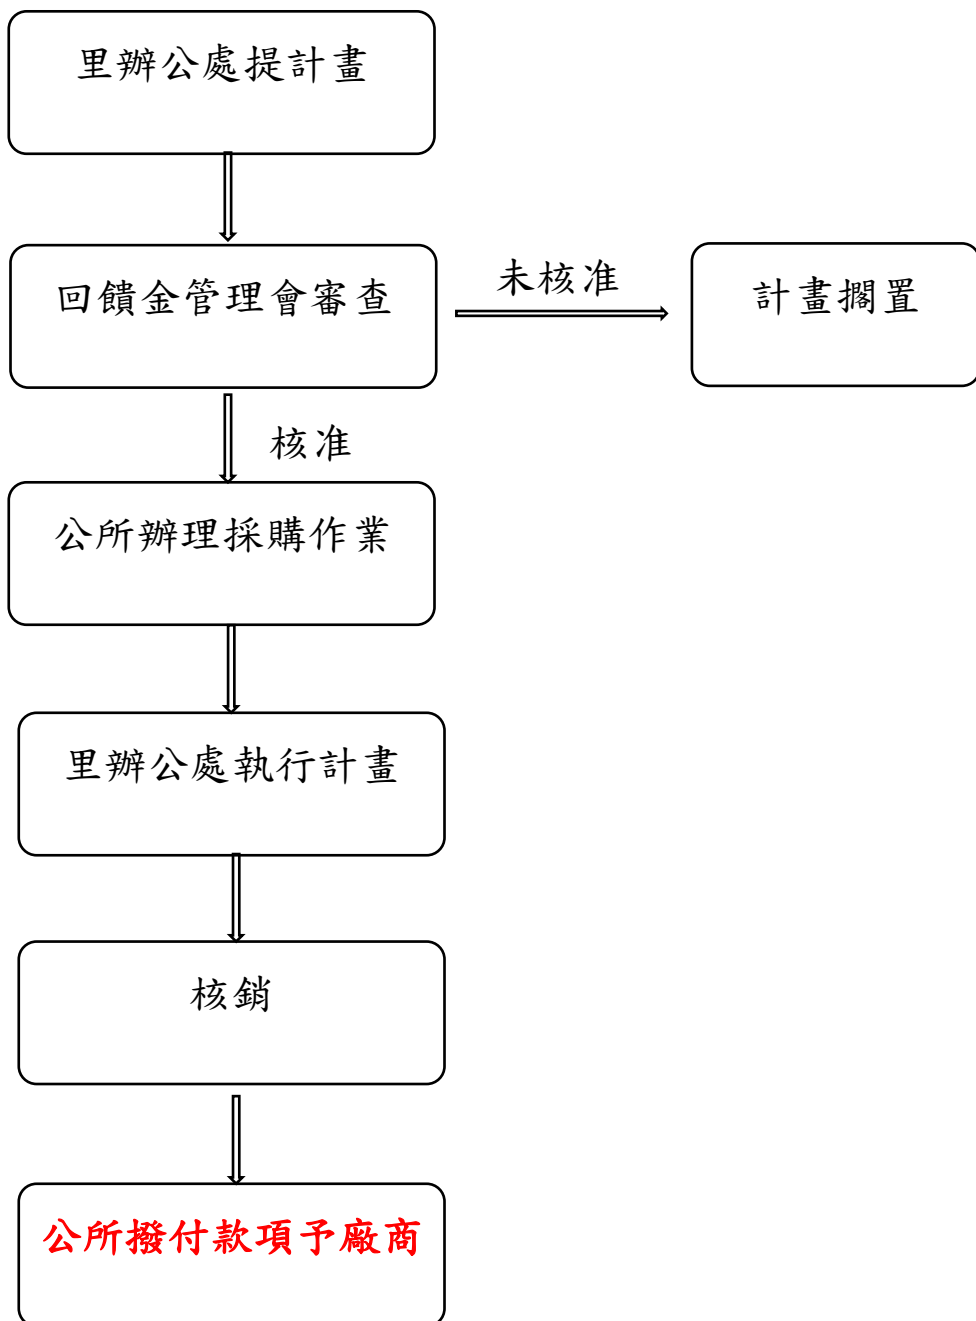 里辦公處提計畫
回饋金管理會審查
未核准
計畫擱置
核准
公所辦理採購作業
里辦公處執行計畫
核銷
公所撥付款項予廠商